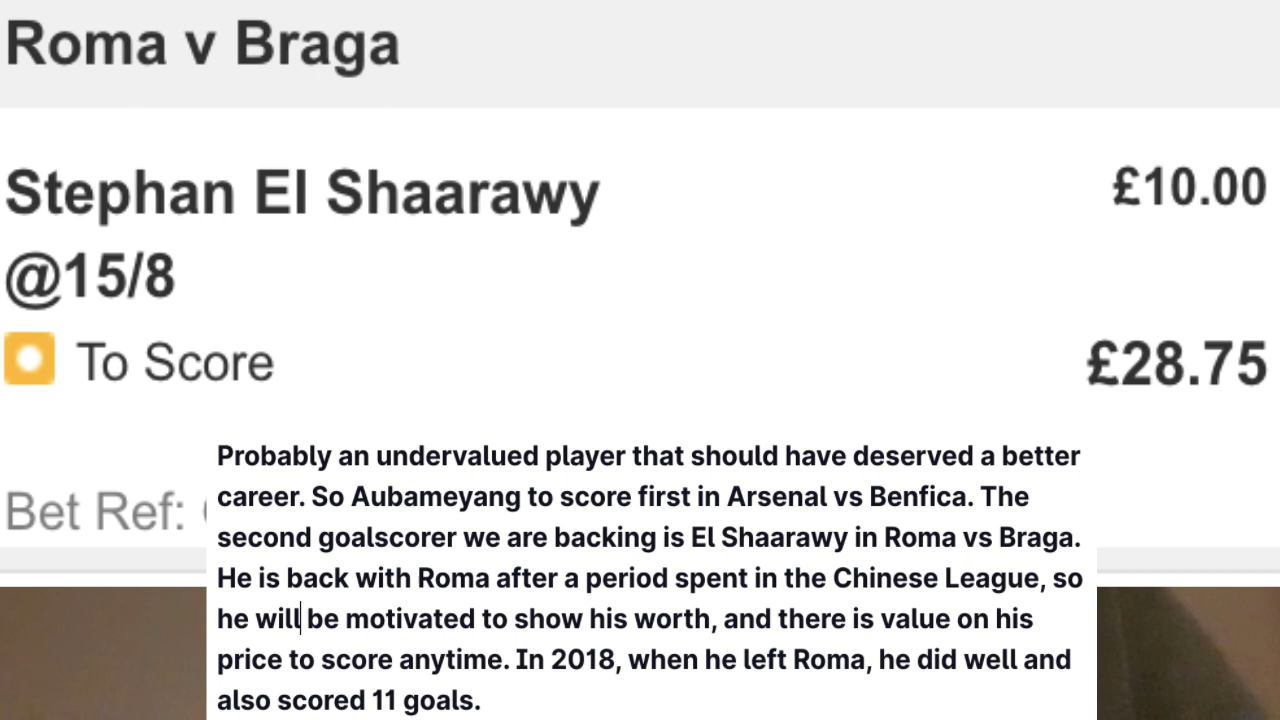 Roma v Braga
Stephan El Shaarawy
£10.00
@15/8
To Score
£28.75
Bet Ref:
Probably an undervalued player that should have deserved a better
career. So Aubameyang to score first in Arsenal vs Benfica. The
second goalscorer we are backing is El Shaarawy in Roma vs Braga.
He is back with Roma after a period spent in the Chinese League, so
he will be motivated to show his worth, and there is value on his
price to score anytime. In 2018, when he left Roma, he did well and
also scored 11 goals.